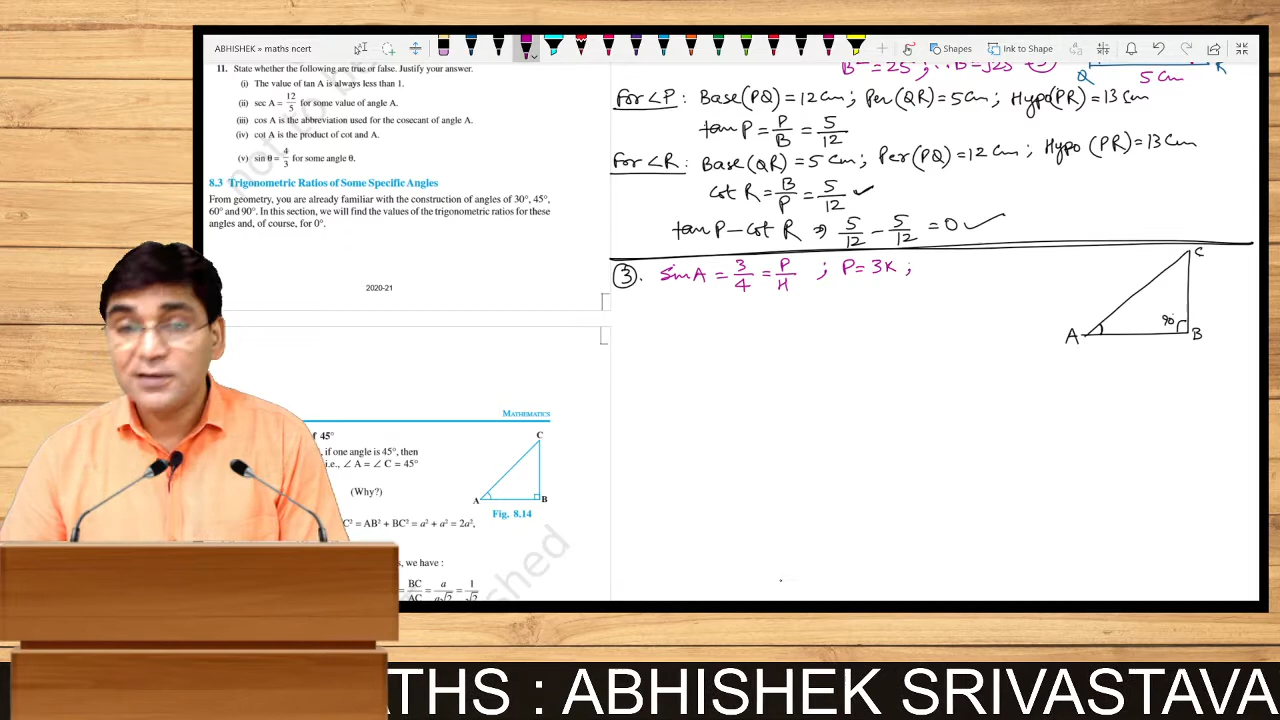 ABHISHEK » maths ncert
Shapes
Ink to Shape
11. State whether the following are true or false. Justify your answer.
(i) The value of tan A is always less than 1.
(ii) sec A = 12/5 for some value of angle A.
(iii) cos A is the abbreviation used for the cosecant of angle A.
(iv) cot A is the product of cot and A.
(v) sin θ = 4/3 for some angle θ.
8.3 Trigonometric Ratios of Some Specific Angles
From geometry, you are already familiar with the construction of angles of 30°, 45°,
60° and 90°. In this section, we will find the values of the trigonometric ratios for these
angles and, of course, for 0°.
2020-21
MATHEMATICS
of 45°
, if one angle is 45°, then
i.e., ∠ A = ∠ C = 45°
(Why?)
C
A
B
Fig. 8.14
C² = AB² + BC² = a² + a² = 2a²,
s, we have :
= BC/AC = a/a√2 = 1/√2
Q
5 Cm
For ∠P : Base(PQ) = 12 Cm ; Per(QR) = 5 Cm ; Hypo(PR) = 13 Cm
tan P = P/B = 5/12
For ∠R : Base(QR) = 5 Cm ; Per(PQ) = 12 Cm ; Hypo (PR) = 13 Cm
cot R = B/P = 5/12 ✓
tan P – cot R ⇒ 5/12 – 5/12 = 0 ✓
③. Sin A = 3/4 = P/H ; P = 3K ;
C
90°
A
B
MATHS : ABHISHEK SRIVASTAVA